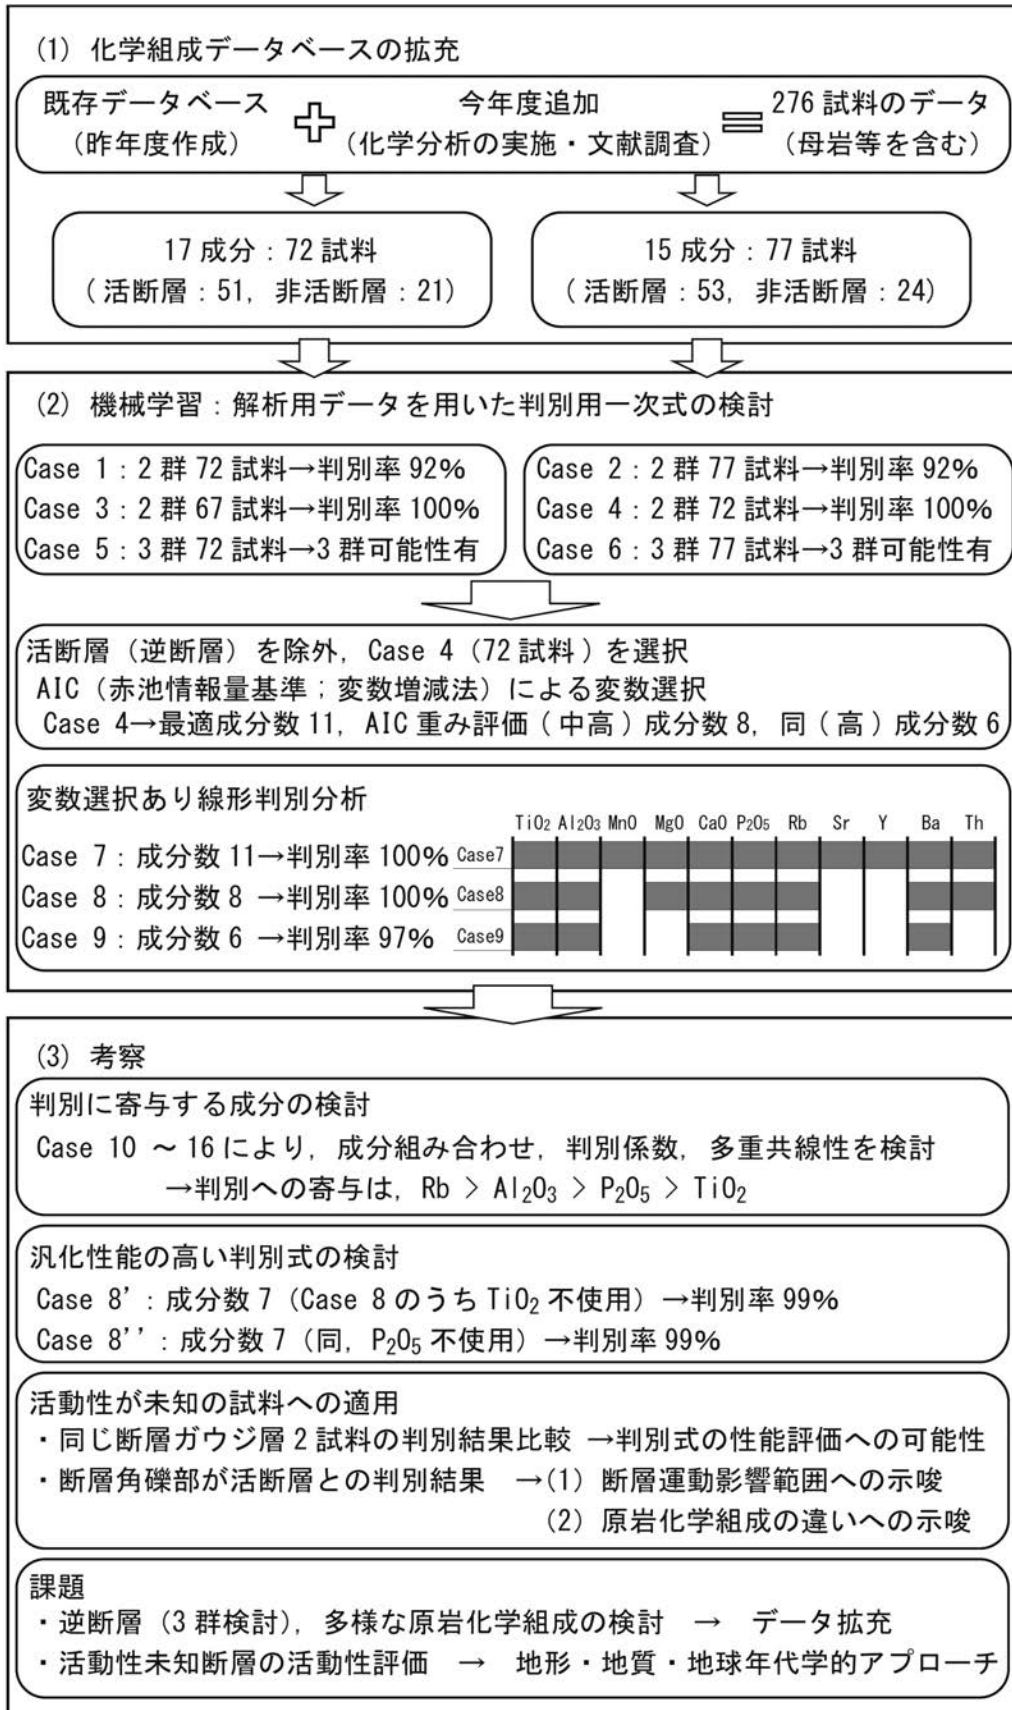 (1) 化学組成データベースの拡充
既存データベース
(昨年度作成)
今年度追加
(化学分析の実施・文献調査)
276 試料のデータ
(母岩等を含む)
17 成分：72 試料
(活断層：51, 非活断層：21)
15 成分：77 試料
(活断層：53, 非活断層：24)
(2) 機械学習：解析用データを用いた判別用一次式の検討
Case 1：2 群 72 試料→判別率 92%
Case 3：2 群 67 試料→判別率 100%
Case 5：3 群 72 試料→3 群可能性有
Case 2：2 群 77 試料→判別率 92%
Case 4：2 群 72 試料→判別率 100%
Case 6：3 群 77 試料→3 群可能性有
活断層（逆断層）を除外, Case 4（72 試料）を選択
AIC（赤池情報量基準；変数増減法）による変数選択
Case 4→最適成分数 11, AIC 重み評価（中高）成分数 8, 同（高）成分数 6
変数選択あり線形判別分析
Case 7：成分数 11→判別率 100%
Case 8：成分数 8 →判別率 100%
Case 9：成分数 6 →判別率 97%
TiO₂ Al₂O₃ MnO MgO CaO P₂O₅ Rb Sr Y Ba Th
Case7
Case8
Case9
(3) 考察
判別に寄与する成分の検討
Case 10 ～ 16 により, 成分組み合わせ, 判別係数, 多重共線性を検討
→判別への寄与は, Rb > Al₂O₃ > P₂O₅ > TiO₂
汎化性能の高い判別式の検討
Case 8'：成分数 7（Case 8 のうち TiO₂ 不使用）→判別率 99%
Case 8''：成分数 7（同, P₂O₅ 不使用）→判別率 99%
活動性が未知の試料への適用
・同じ断層ガウジ層 2 試料の判別結果比較 →判別式の性能評価への可能性
・断層角礫部が活断層との判別結果 →(1) 断層運動影響範囲への示唆
(2) 原岩化学組成の違いへの示唆
課題
・逆断層（3 群検討）, 多様な原岩化学組成の検討 → データ拡充
・活動性未知断層の活動性評価 → 地形・地質・地球年代学的アプローチ